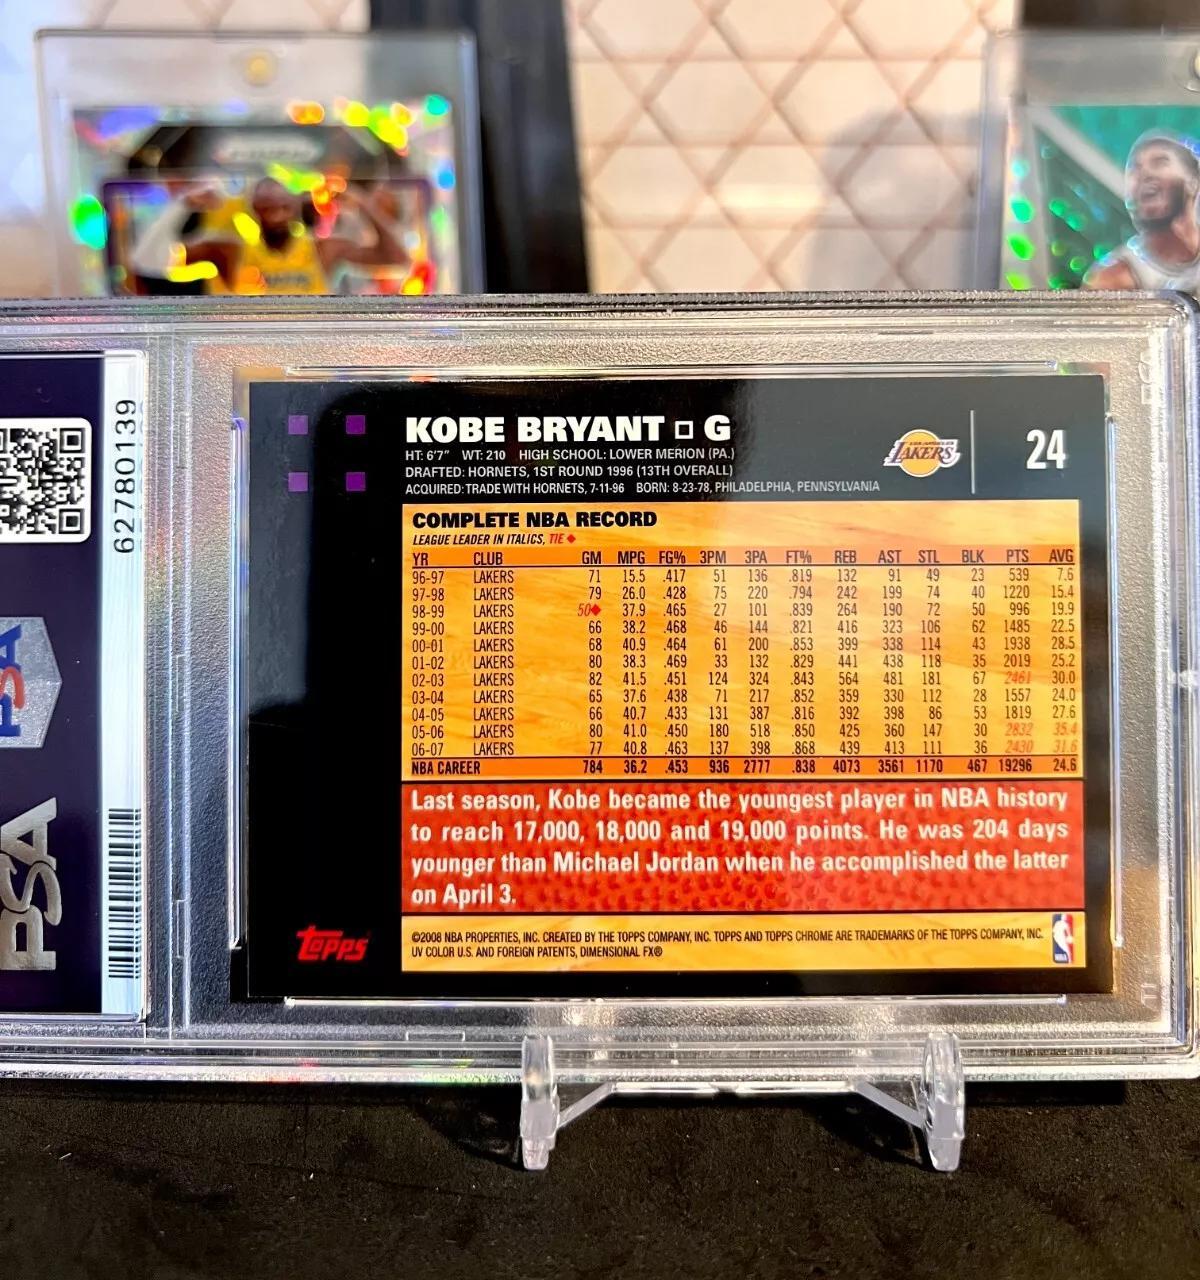 KOBE BRYANT □ G
HT: 6'7" WT: 210 HIGH SCHOOL: LOWER MERION (PA.)
DRAFTED: HORNETS, 1ST ROUND 1996 (13TH OVERALL)
ACQUIRED: TRADE WITH HORNETS, 7-11-96 BORN: 8-23-78, PHILADELPHIA, PENNSYLVANIA
LOS ANGELES
LAKERS
24
COMPLETE NBA RECORD
LEAGUE LEADER IN ITALICS, TIE ◆
YR CLUB GM MPG FG% 3PM 3PA FT% REB AST STL BLK PTS AVG
96-97 LAKERS 71 15.5 .417 51 136 .819 132 91 49 23 539 7.6
97-98 LAKERS 79 26.0 .428 75 220 .794 242 199 74 40 1220 15.4
98-99 LAKERS 50◆ 37.9 .465 27 101 .839 264 190 72 50 996 19.9
99-00 LAKERS 66 38.2 .468 46 144 .821 416 323 106 62 1485 22.5
00-01 LAKERS 68 40.9 .464 61 200 .853 399 338 114 43 1938 28.5
01-02 LAKERS 80 38.3 .469 33 132 .829 441 438 118 35 2019 25.2
02-03 LAKERS 82 41.5 .451 124 324 .843 564 481 181 67 2461 30.0
03-04 LAKERS 65 37.6 .438 71 217 .852 359 330 112 28 1557 24.0
04-05 LAKERS 66 40.7 .433 131 387 .816 392 398 86 53 1819 27.6
05-06 LAKERS 80 41.0 .450 180 518 .850 425 360 147 30 2832 35.4
06-07 LAKERS 77 40.8 .463 137 398 .868 439 413 111 36 2430 31.6
NBA CAREER 784 36.2 .453 936 2777 .838 4073 3561 1170 467 19296 24.6
Last season, Kobe became the youngest player in NBA history
to reach 17,000, 18,000 and 19,000 points. He was 204 days
younger than Michael Jordan when he accomplished the latter
on April 3.
©2008 NBA PROPERTIES, INC. CREATED BY THE TOPPS COMPANY, INC. TOPPS AND TOPPS CHROME ARE TRADEMARKS OF THE TOPPS COMPANY, INC.
UV COLOR U.S. AND FOREIGN PATENTS, DIMENSIONAL FX®
NBA
Topps
62780139
PSA
PSA